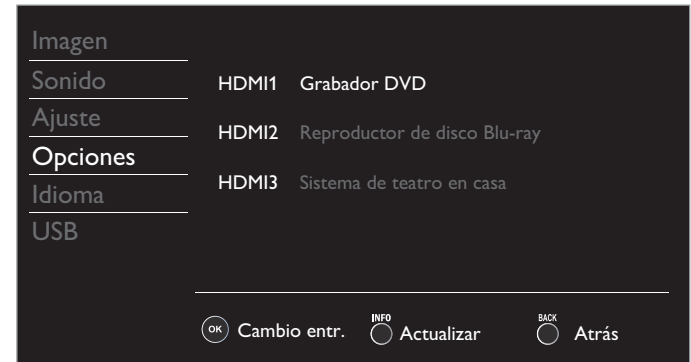 Imagen
Sonido
Ajuste
Opciones
Idioma
USB
HDMI1 Grabador DVD
HDMI2 Reproductor de disco Blu-ray
HDMI3 Sistema de teatro en casa
OK Cambio entr. INFO Actualizar BACK Atrás